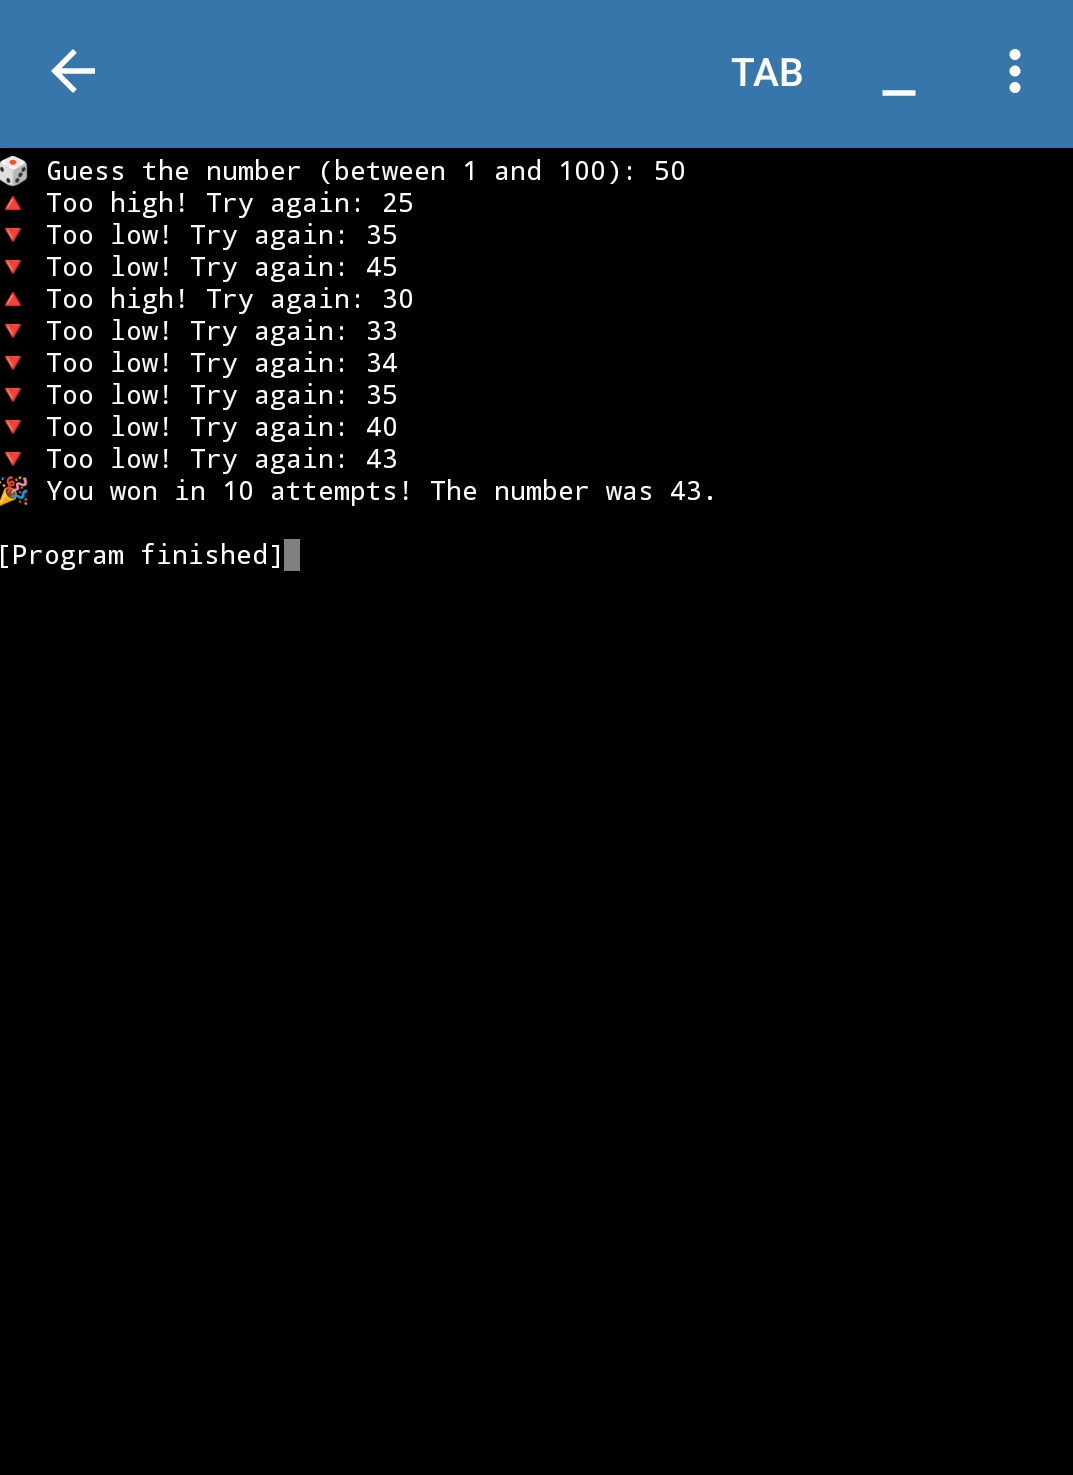 TAB _
🎲 Guess the number (between 1 and 100): 50
🔺 Too high! Try again: 25
🔻 Too low! Try again: 35
🔻 Too low! Try again: 45
🔺 Too high! Try again: 30
🔻 Too low! Try again: 33
🔻 Too low! Try again: 34
🔻 Too low! Try again: 35
🔻 Too low! Try again: 40
🔻 Too low! Try again: 43
🎉 You won in 10 attempts! The number was 43.
[Program finished]